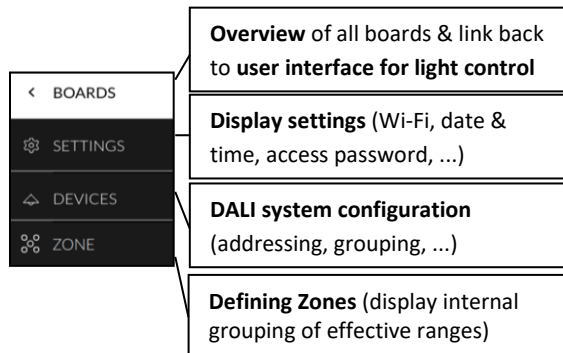 Overview of all boards & link back
to user interface for light control
< BOARDS
SETTINGS
DEVICES
ZONE
Display settings (Wi-Fi, date &
time, access password, ...)
DALI system configuration
(addressing, grouping, ...)
Defining Zones (display internal
grouping of effective ranges)